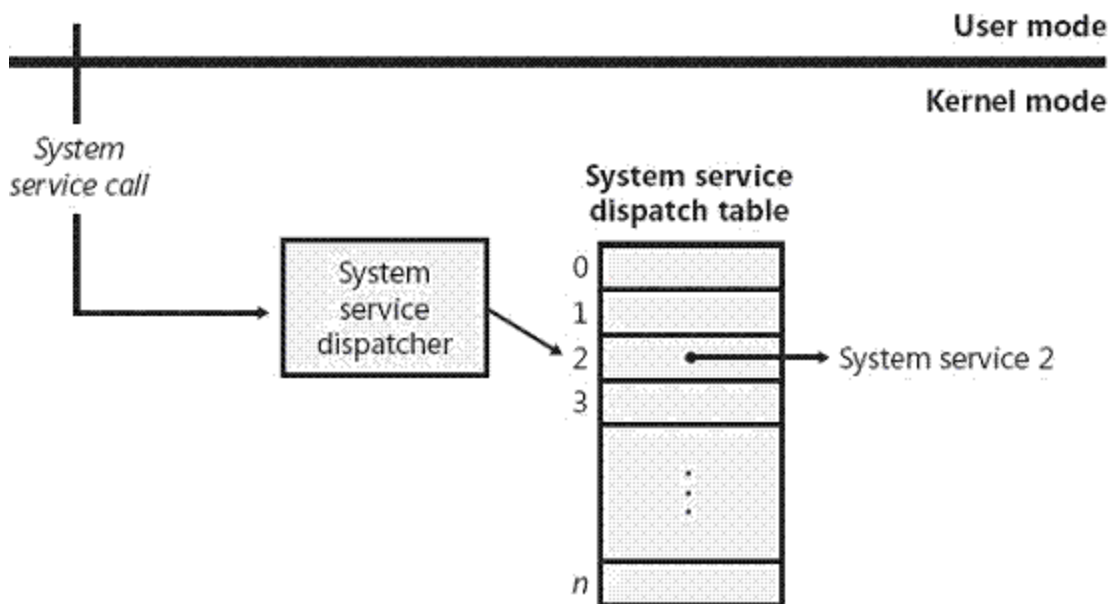 User mode
Kernel mode
System
service call
System service
dispatch table
System
service
dispatcher
0
1
2
3
n
System service 2